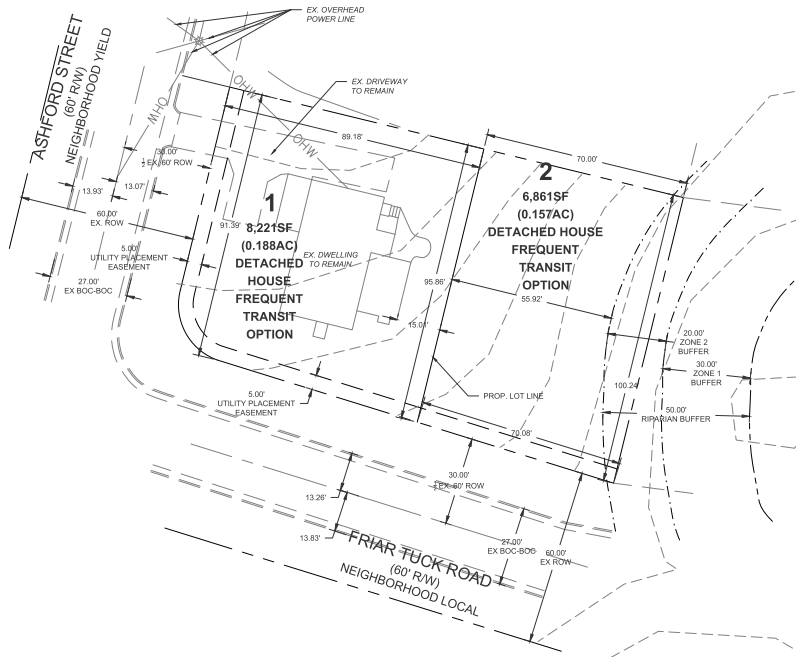 EX. OVERHEAD
POWER LINE
ASHFORD STREET
(60' R/W)
NEIGHBORHOOD YIELD
OHW
OHW
OHW
EX. DRIVEWAY
TO REMAIN
89.18'
70.00'
30.00'
EX. 60' ROW
13.93'
13.07'
60.00'
EX. ROW
91.39'
5.00'
UTILITY PLACEMENT
EASEMENT
27.00'
EX BOC-BOC
1
8,221SF
(0.188AC)
DETACHED
HOUSE
FREQUENT
TRANSIT
OPTION
EX. DWELLING
TO REMAIN
2
6,861SF
(0.157AC)
DETACHED HOUSE
FREQUENT
TRANSIT
OPTION
95.86'
55.92'
15.01'
20.00'
ZONE 2
BUFFER
30.00'
ZONE 1
BUFFER
100.24'
50.00'
RIPARIAN BUFFER
PROP. LOT LINE
5.00'
UTILITY PLACEMENT
EASEMENT
70.08'
30.00'
EX. 60' ROW
13.26'
13.83'
27.00'
EX BOC-BOC
60.00'
EX ROW
FRIAR TUCK ROAD
(60' R/W)
NEIGHBORHOOD LOCAL